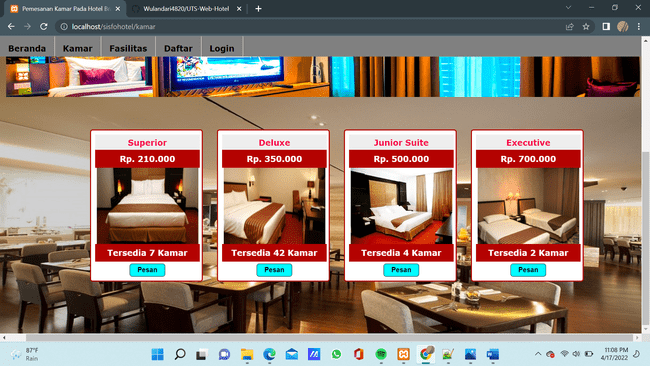 Pemesanan Kamar Pada Hotel B
Wulandari4820/UTS-Web-Hotel
localhost/sisfohotel/kamar
Beranda Kamar Fasilitas Daftar Login
Superior Deluxe Junior Suite Executive
Rp. 210.000 Rp. 350.000 Rp. 500.000 Rp. 700.000
Tersedia 7 Kamar Tersedia 42 Kamar Tersedia 4 Kamar Tersedia 2 Kamar
Pesan Pesan Pesan Pesan
87°F
Rain
11:08 PM
4/17/2022